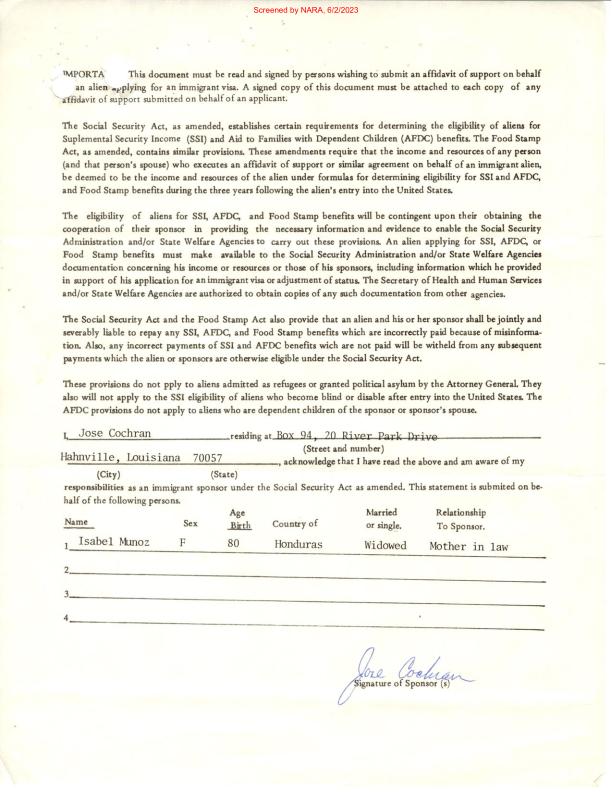 Screened by NARA, 6/2/2023
IMPORTA This document must be read and signed by persons wishing to submit an affidavit of support on behalf
an alien applying for an immigrant visa. A signed copy of this document must be attached to each copy of any
affidavit of support submitted on behalf of an applicant.
The Social Security Act, as amended, establishes certain requirements for determining the eligibility of aliens for
Suplemental Security Income (SSI) and Aid to Families with Dependent Children (AFDC) benefits. The Food Stamp
Act, as amended, contains similar provisions. These amendments require that the income and resources of any person
(and that person's spouse) who executes an affidavit of support or similar agreement on behalf of an immigrant alien,
be deemed to be the income and resources of the alien under formulas for determining eligibility for SSI and AFDC,
and Food Stamp benefits during the three years following the alien's entry into the United States.
The eligibility of aliens for SSI, AFDC, and Food Stamp benefits will be contingent upon their obtaining the
cooperation of their sponsor in providing the necessary information and evidence to enable the Social Security
Administration and/or State Welfare Agencies to carry out these provisions. An alien applying for SSI, AFDC, or
Food Stamp benefits must make available to the Social Security Administration and/or State Welfare Agencies
documentation concerning his income or resources or those of his sponsors, including information which he provided
in support of his application for an immigrant visa or adjustment of status. The Secretary of Health and Human Services
and/or State Welfare Agencies are authorized to obtain copies of any such documentation from other agencies.
The Social Security Act and the Food Stamp Act also provide that an alien and his or her sponsor shall be jointly and
severably liable to repay any SSI, AFDC, and Food Stamp benefits which are incorrectly paid because of misinforma-
tion. Also, any incorrect payments of SSI and AFDC benefits wich are not paid will be witheld from any subsequent
payments which the alien or sponsors are otherwise eligible under the Social Security Act.
These provisions do not pply to aliens admitted as refugees or granted political asylum by the Attorney General. They
also will not apply to the SSI eligibility of aliens who become blind or disable after entry into the United States. The
AFDC provisions do not apply to aliens who are dependent children of the sponsor or sponsor's spouse.
I, Jose Cochran residing at Box 94, 20 River Park Drive
(Street and number)
Hahnville, Louisiana 70057, acknowledge that I have read the above and am aware of my
(City) (State)
responsibilities as an immigrant sponsor under the Social Security Act as amended. This statement is submited on be-
half of the following persons.
Age Married Relationship
Name Sex Birth Country of or single. To Sponsor.
1 Isabel Munoz F 80 Honduras Widowed Mother in law
2
3
4
Jose Cochran
Signature of Sponsor (s)